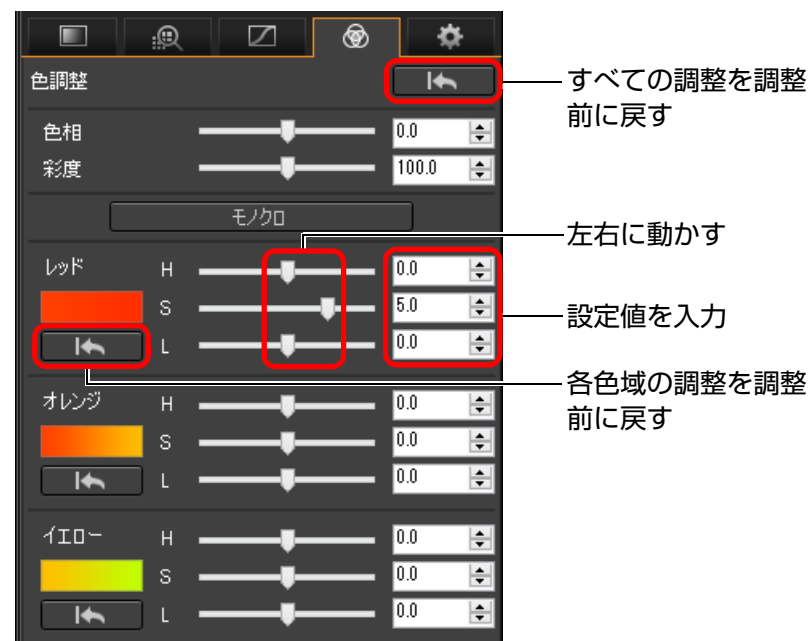 色調整
すべての調整を調整
前に戻す
色相
0.0
彩度
100.0
モノクロ
左右に動かす
レッド
H
0.0
S
5.0
設定値を入力
L
0.0
各色域の調整を調整
前に戻す
オレンジ
H
0.0
S
0.0
L
0.0
イエロー
H
0.0
S
0.0
L
0.0